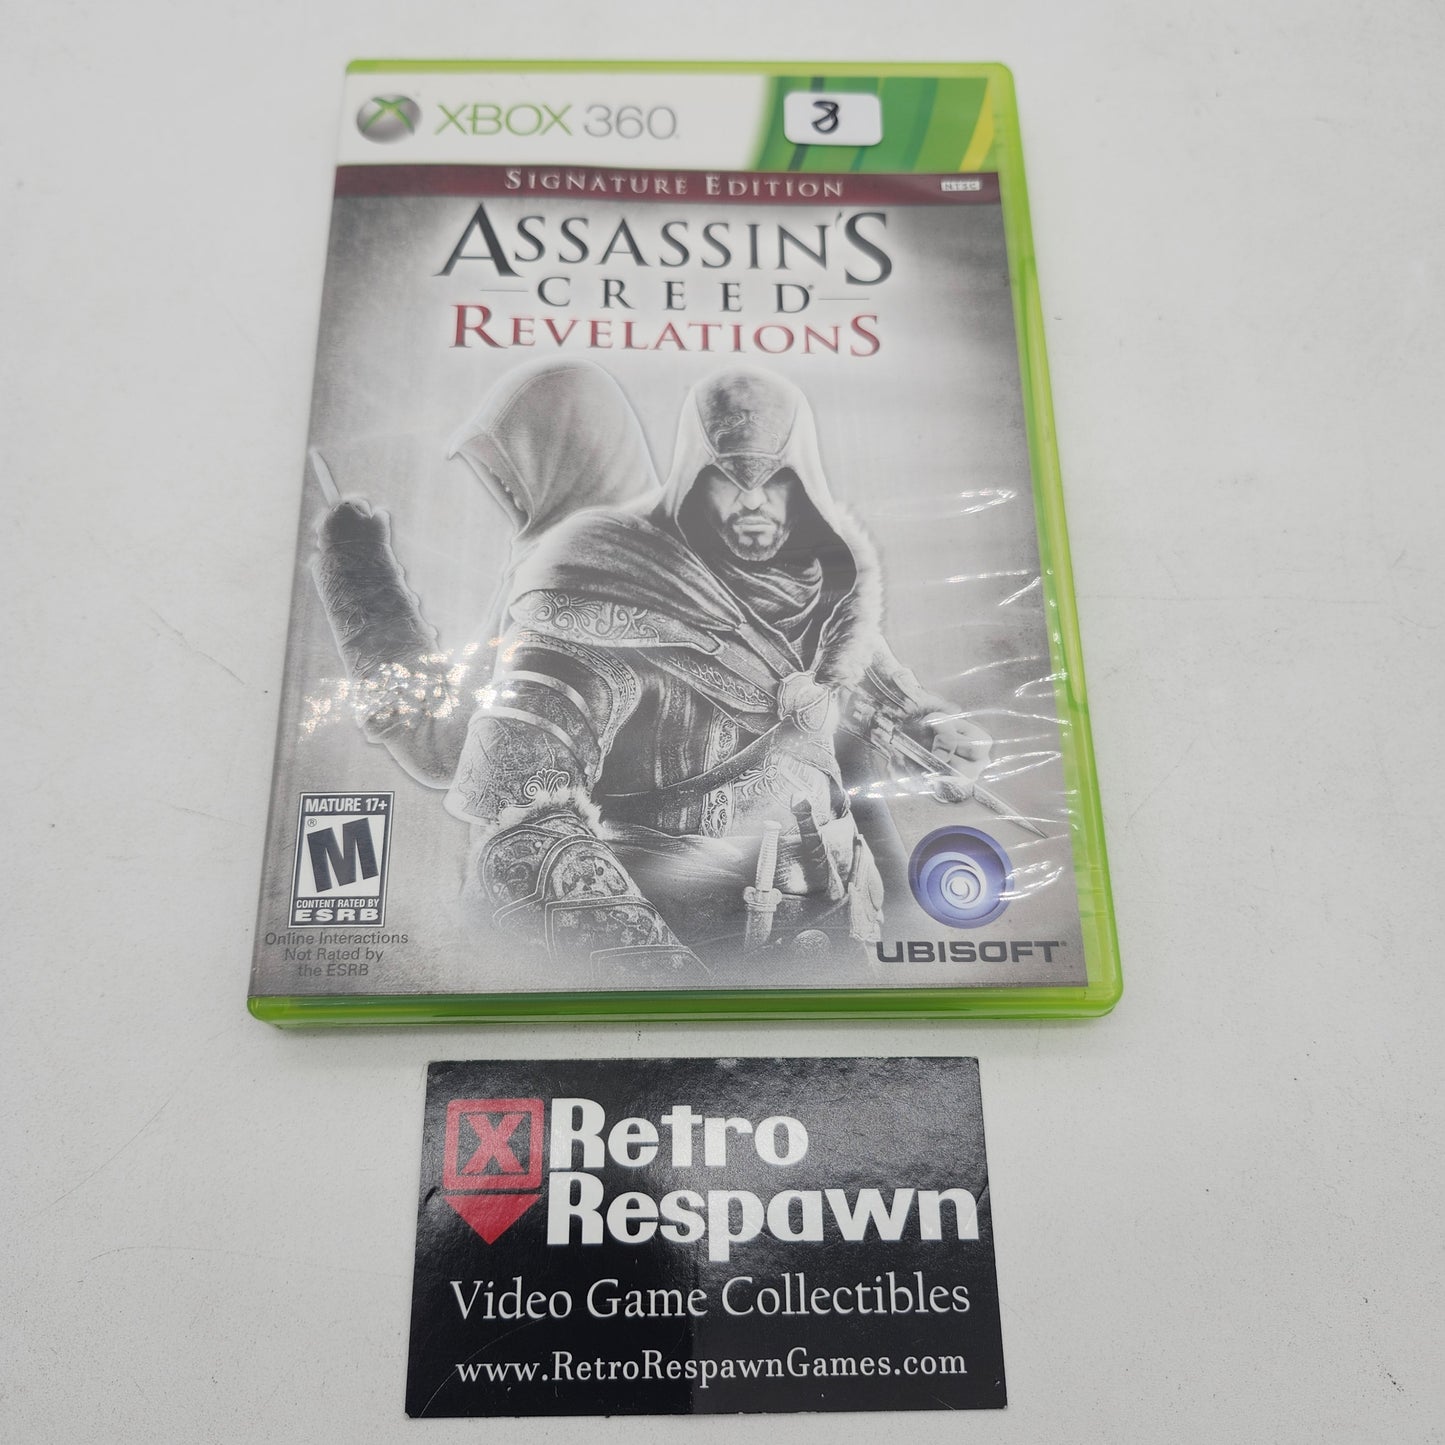 XBOX 360
8
SIGNATURE EDITION
NTSC
ASSASSIN'S
CREED®
REVELATIONS
MATURE 17+
M
®
CONTENT RATED BY
ESRB
Online Interactions
Not Rated by
the ESRB
UBISOFT®
X
Retro
Respawn
Video Game Collectibles
www.RetroRespawnGames.com